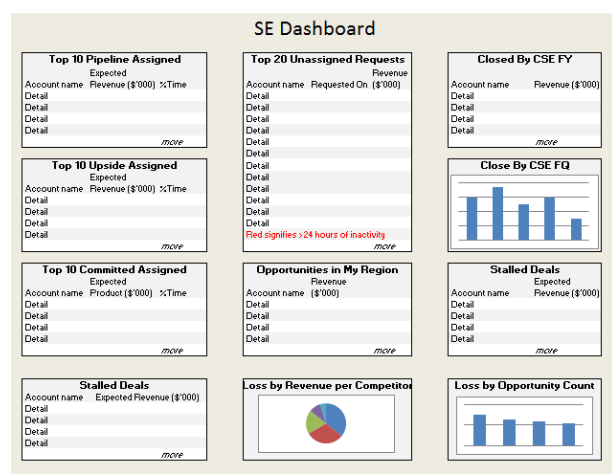 SE Dashboard
Top 10 Pipeline Assigned
Expected
Account name Revenue ($'000) %Time
Detail
Detail
Detail
Detail
more
Top 20 Unassigned Requests
Revenue
Account name Requested On ($'000)
Detail
Detail
Detail
Detail
Detail
Detail
Detail
Detail
Detail
Detail
Detail
Detail
Red signifies >24 hours of inactivity
more
Closed By CSE FY
Account name Revenue ($'000)
Detail
Detail
Detail
Detail
more
Top 10 Upside Assigned
Expected
Account name Revenue ($'000) %Time
Detail
Detail
Detail
Detail
more
Close By CSE FQ
Top 10 Committed Assigned
Expected
Account name Product ($'000) %Time
Detail
Detail
Detail
Detail
more
Opportunities in My Region
Revenue
Account name ($'000)
Detail
Detail
Detail
Detail
more
Stalled Deals
Expected
Account name Revenue ($'000)
Detail
Detail
Detail
Detail
more
Stalled Deals
Account name Expected Revenue ($'000)
Detail
Detail
Detail
Detail
more
Loss by Revenue per Competitor
Loss by Opportunity Count